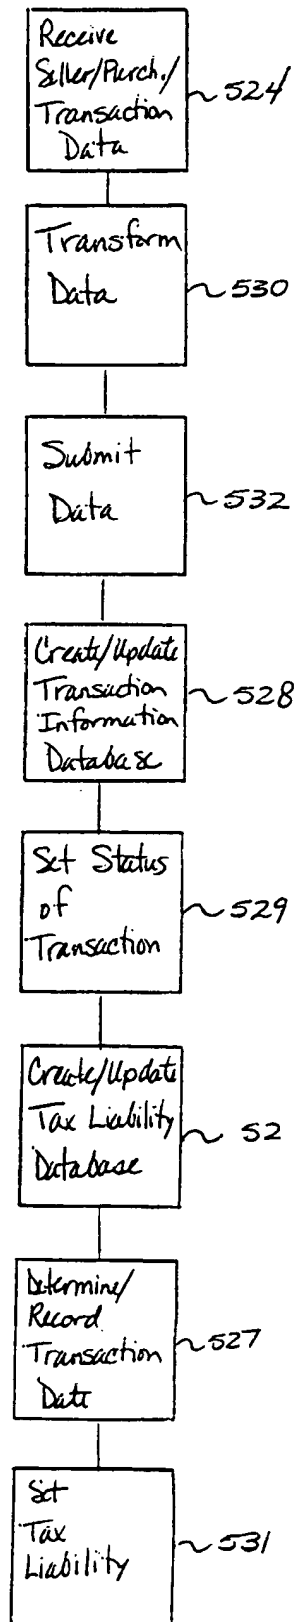 Receive
Seller/Purch./
Transaction
Data
524
Transform
Data
530
Submit
Data
532
Create/Update
Transaction
Information
Database
528
Set Status
of
Transaction
529
Create/Update
Tax Liability
Database
52
Determine/
Record
Transaction
Date
527
Set
Tax
Liability
531